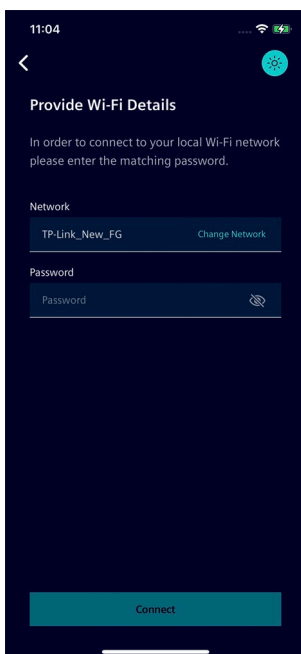 11:04
Provide Wi-Fi Details
In order to connect to your local Wi-Fi network
please enter the matching password.
Network
TP-Link_New_FG Change Network
Password
Password
Connect